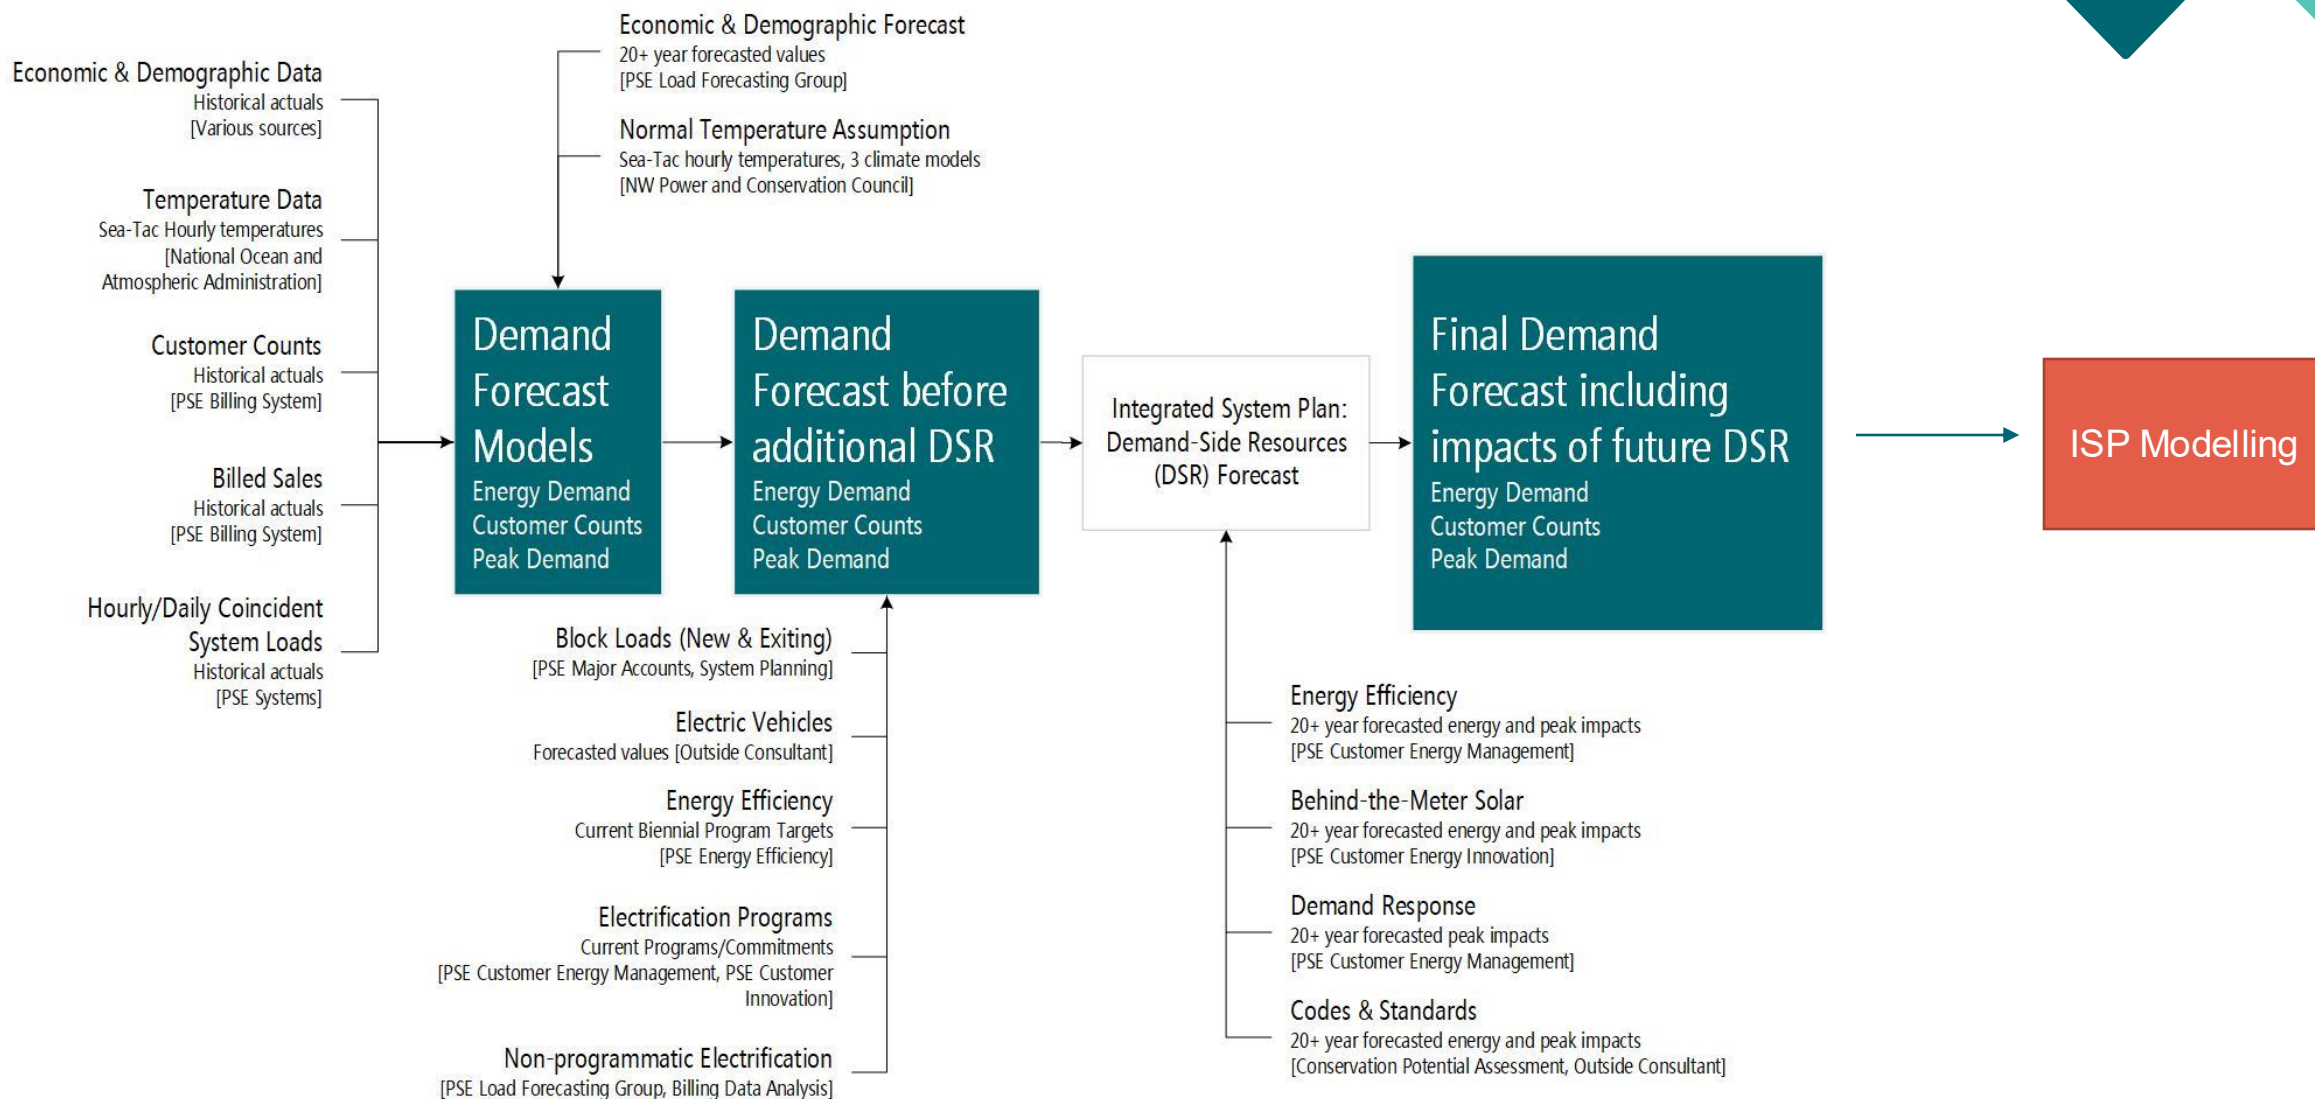 Economic & Demographic Forecast
20+ year forecasted values
[PSE Load Forecasting Group]
Normal Temperature Assumption
Sea-Tac hourly temperatures, 3 climate models
[NW Power and Conservation Council]
Economic & Demographic Data
Historical actuals
[Various sources]
Temperature Data
Sea-Tac Hourly temperatures
[National Ocean and
Atmospheric Administration]
Customer Counts
Historical actuals
[PSE Billing System]
Billed Sales
Historical actuals
[PSE Billing System]
Hourly/Daily Coincident
System Loads
Historical actuals
[PSE Systems]
Demand
Forecast
Models
Energy Demand
Customer Counts
Peak Demand
Demand
Forecast before
additional DSR
Energy Demand
Customer Counts
Peak Demand
Integrated System Plan:
Demand-Side Resources
(DSR) Forecast
Final Demand
Forecast including
impacts of future DSR
Energy Demand
Customer Counts
Peak Demand
ISP Modelling
Block Loads (New & Exiting)
[PSE Major Accounts, System Planning]
Electric Vehicles
Forecasted values [Outside Consultant]
Energy Efficiency
Current Biennial Program Targets
[PSE Energy Efficiency]
Electrification Programs
Current Programs/Commitments
[PSE Customer Energy Management, PSE Customer
Innovation]
Non-programmatic Electrification
[PSE Load Forecasting Group, Billing Data Analysis]
Energy Efficiency
20+ year forecasted energy and peak impacts
[PSE Customer Energy Management]
Behind-the-Meter Solar
20+ year forecasted energy and peak impacts
[PSE Customer Energy Innovation]
Demand Response
20+ year forecasted peak impacts
[PSE Customer Energy Management]
Codes & Standards
20+ year forecasted energy and peak impacts
[Conservation Potential Assessment, Outside Consultant]